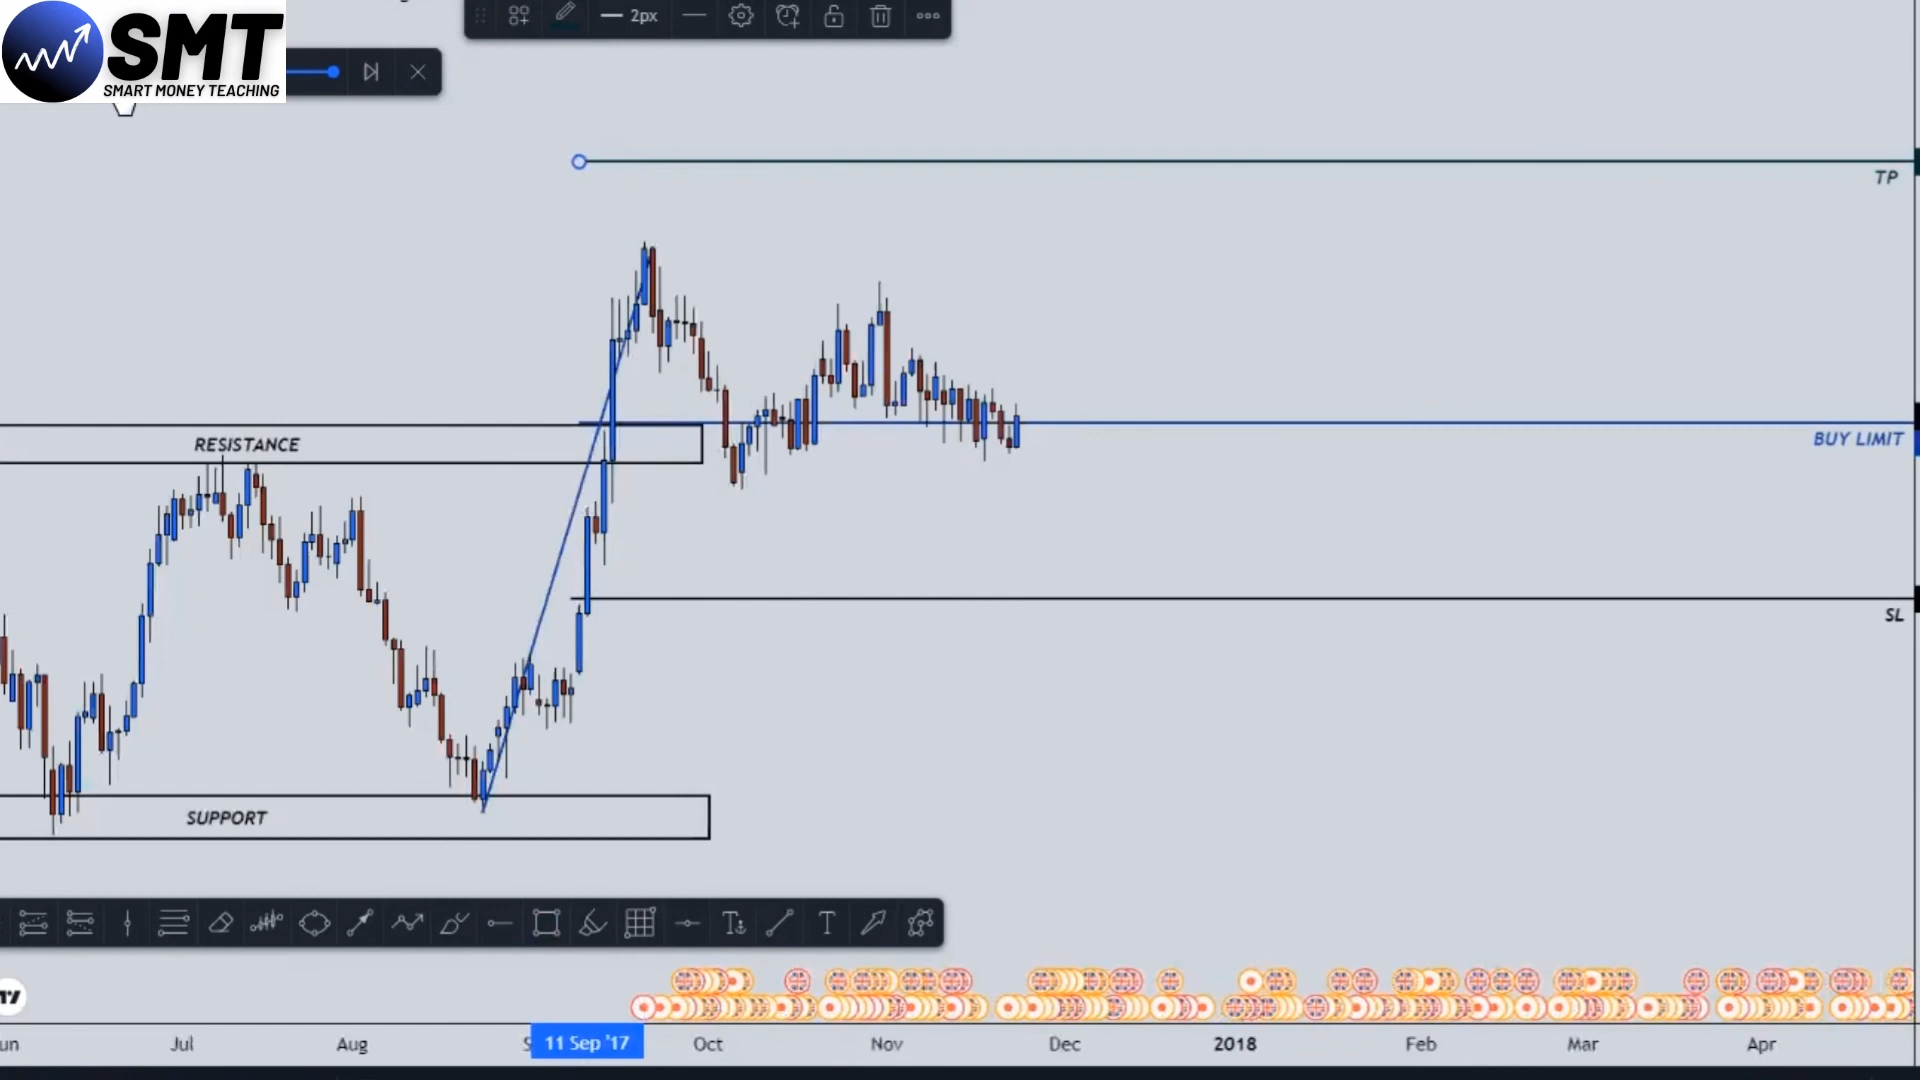 SMT
SMART MONEY TEACHING
2px
TP
RESISTANCE
BUY LIMIT
SL
SUPPORT
Jul
Aug
11 Sep '17
Oct
Nov
Dec
2018
Feb
Mar
Apr